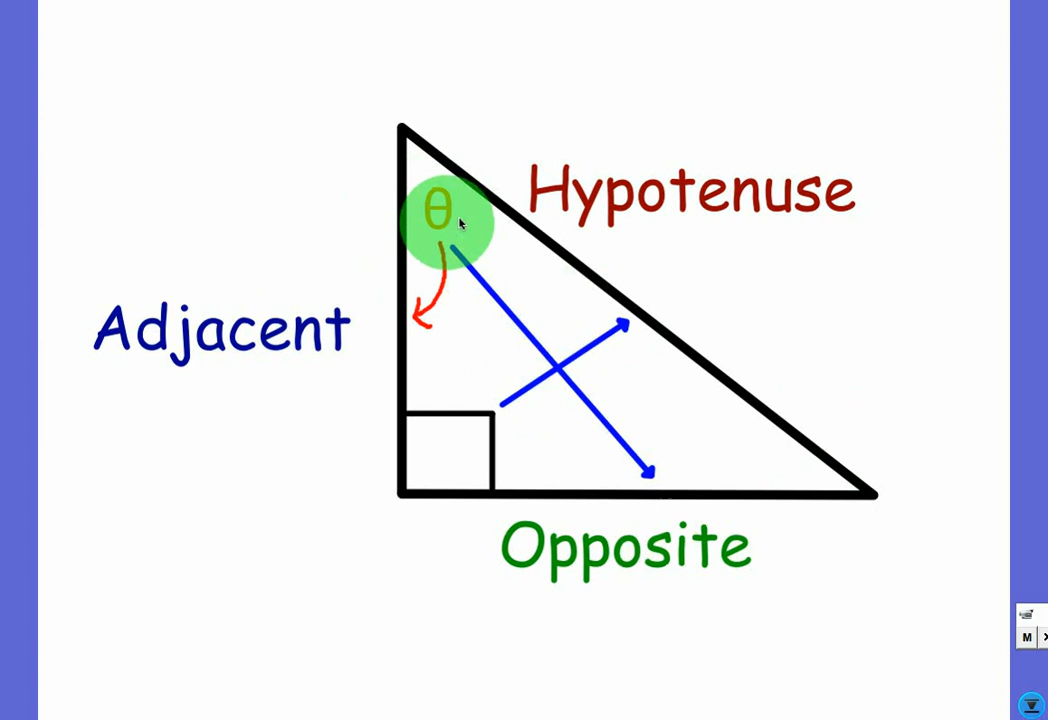 Hypotenuse
θ
Adjacent
Opposite
M